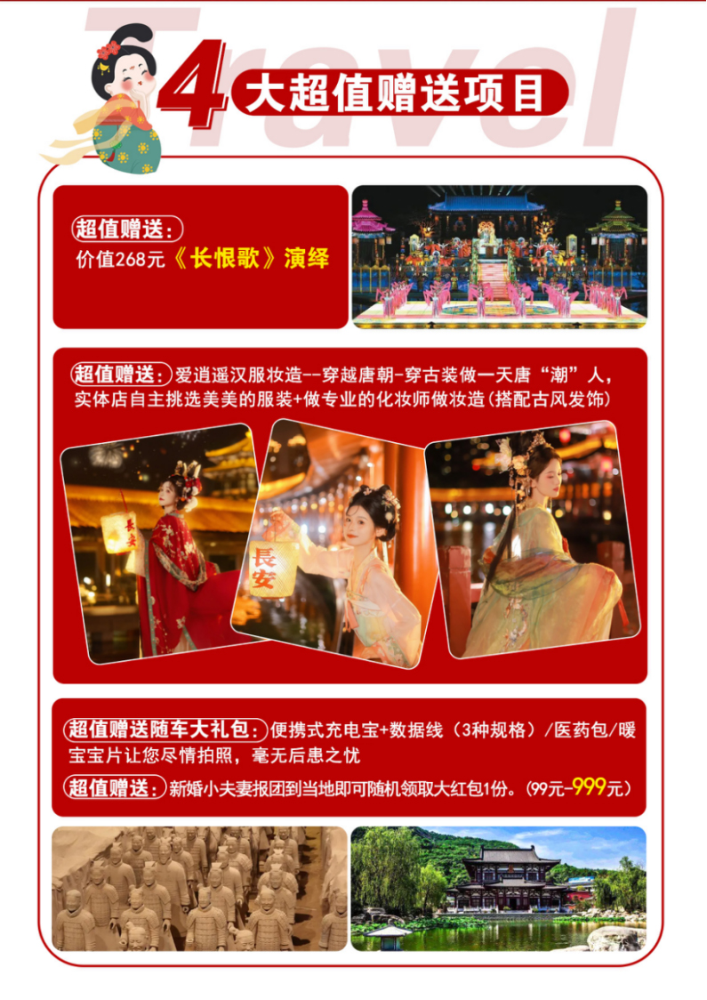 Travel
4大超值赠送项目
超值赠送：
价值268元《长恨歌》演绎
超值赠送：爱逍遥汉服妆造--穿越唐朝-穿古装做一天唐“潮”人，
实体店自主挑选美美的服装+做专业的化妆师做妆造(搭配古风发饰)
長安
長安
超值赠送随车大礼包：便携式充电宝+数据线（3种规格）/医药包/暖
宝宝片让您尽情拍照，毫无后患之忧
超值赠送：新婚小夫妻报团到当地即可随机领取大红包1份。(99元-999元）